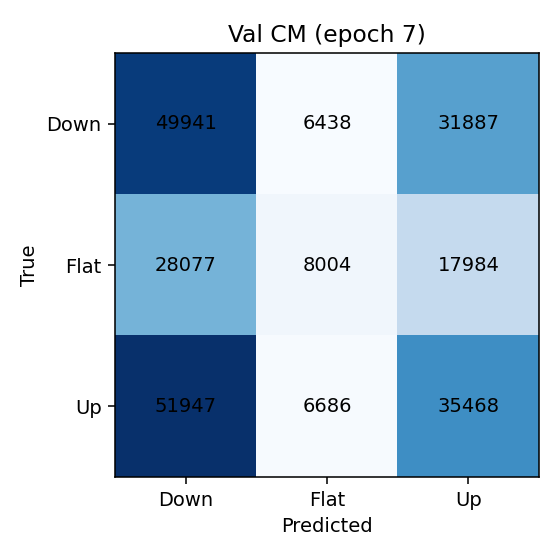 Val CM (epoch 7)
True
Down 49941 6438 31887
Flat 28077 8004 17984
Up 51947 6686 35468
Down Flat Up
Predicted